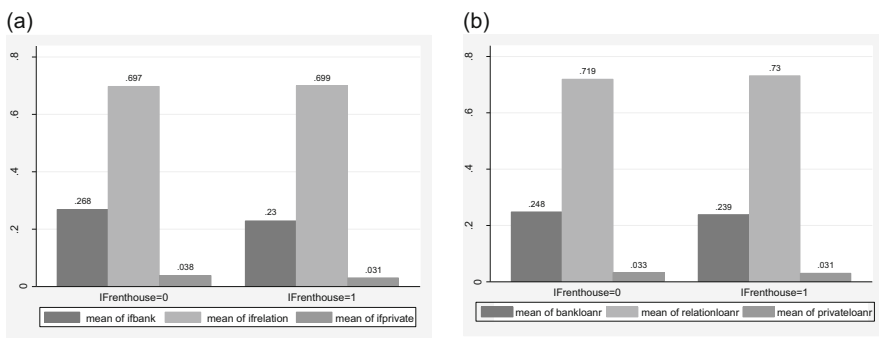 (a)
.8
.6
.4
.2
0
.268
.697
.038
.23
.699
.031
IFrenthouse=0
IFrenthouse=1
mean of ifbank
mean of ifrelation
mean of ifprivate
(b)
.8
.6
.4
.2
0
.248
.719
.033
.239
.73
.031
IFrenthouse=0
IFrenthouse=1
mean of bankloanr
mean of relationloanr
mean of privateloanr